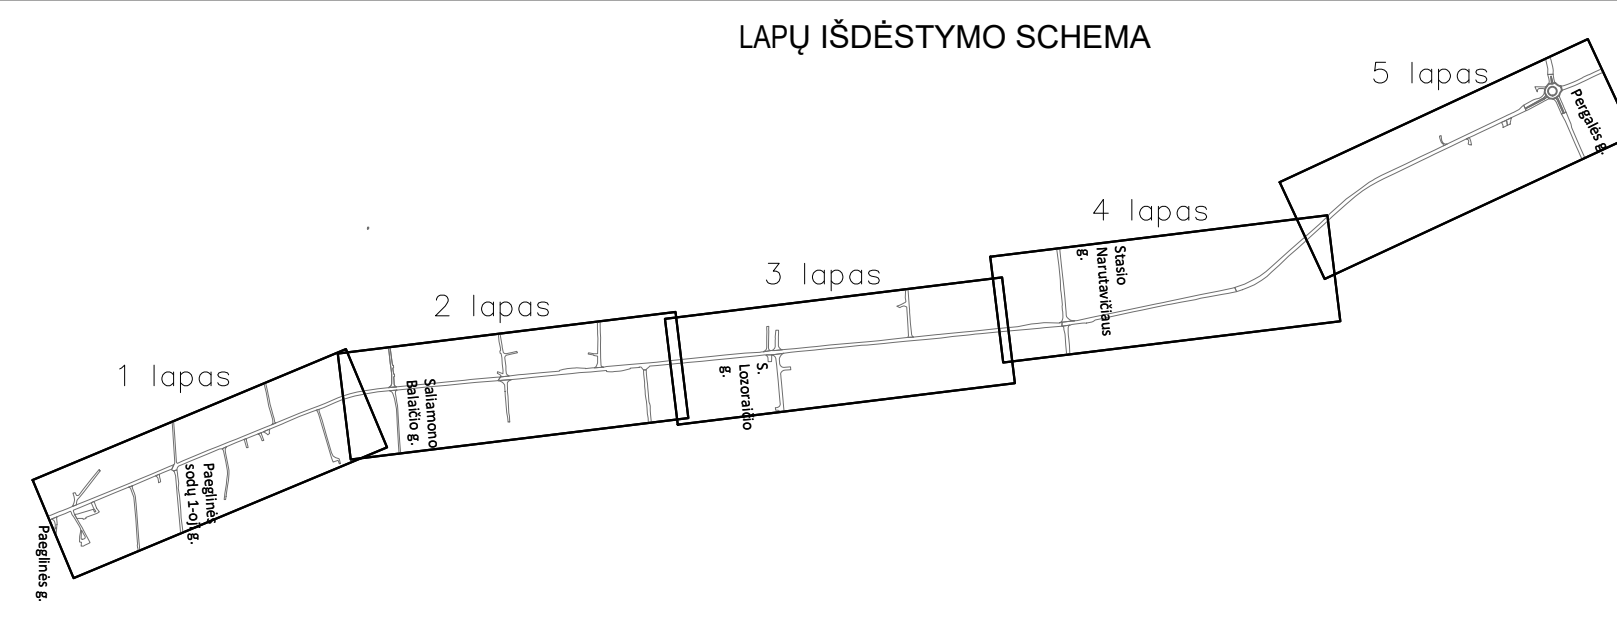 LAPŲ IŠDĖSTYMO SCHEMA
5 lapas
Pergalės g.
4 lapas
Stasio
Narutavičiaus
g.
3 lapas
S.
Lozoraičio
g.
2 lapas
Saliamono
Balaičio g.
1 lapas
Paeglinės
sodų 1-oji g.
Paeglinės g.